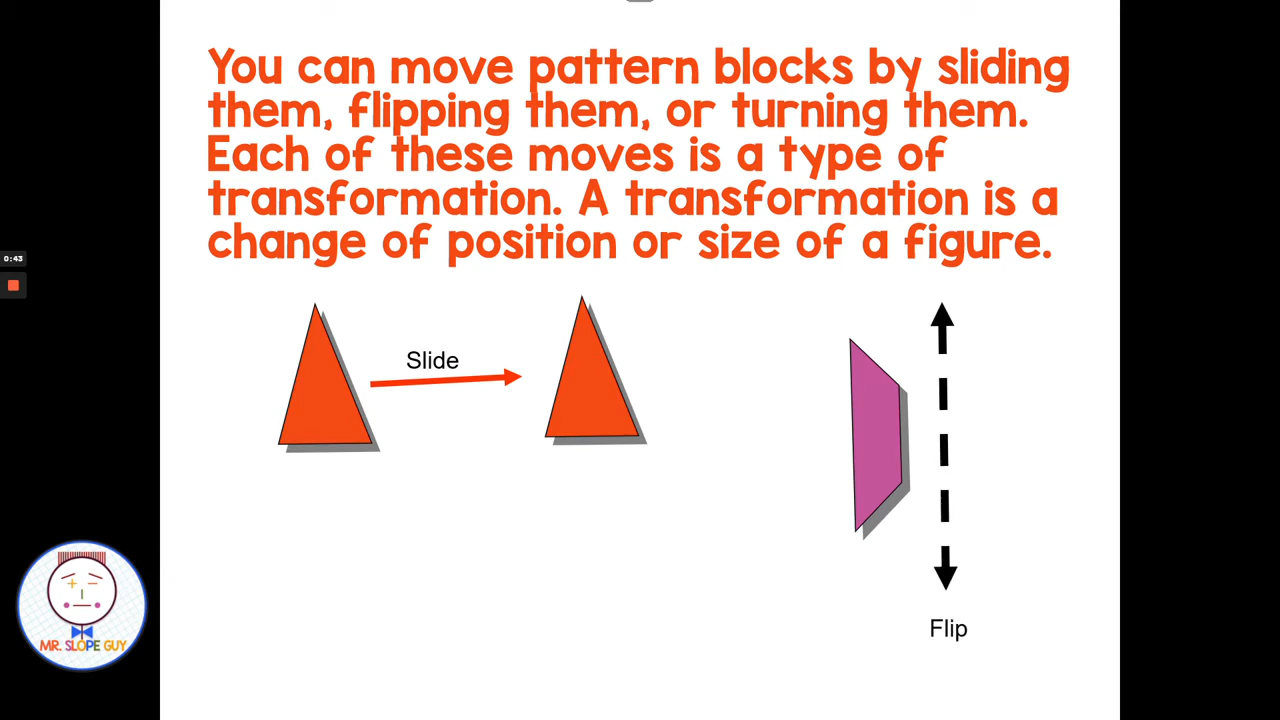 You can move pattern blocks by sliding
them, flipping them, or turning them.
Each of these moves is a type of
transformation. A transformation is a
change of position or size of a figure.
Slide
Flip
0:43
MR. SLOPE GUY